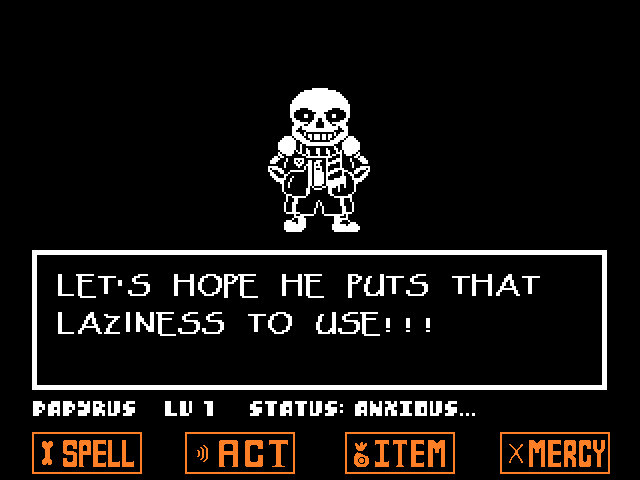 LET'S HOPE HE PUTS THAT
LAZINESS TO USE!!!
PAPYRUS LV 1 STATUS: ANXIOUS...
SPELL ACT ITEM MERCY